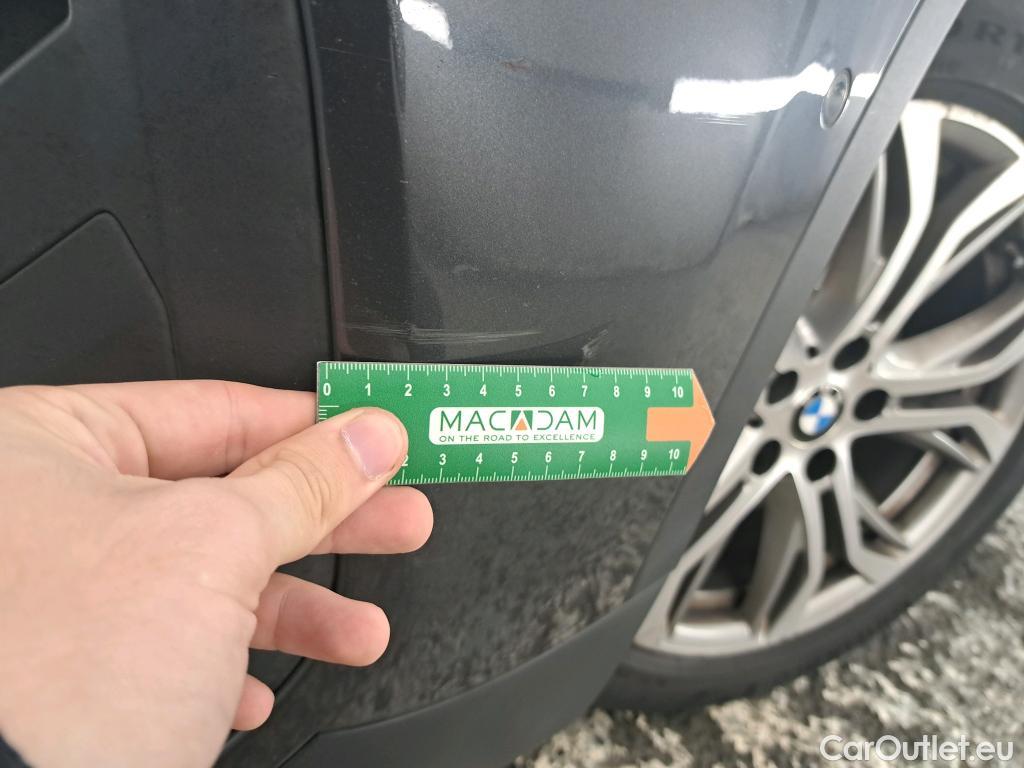 0 1 2 3 4 5 6 7 8 9 10
MACADAM
ON THE ROAD TO EXCELLENCE
2 3 4 5 6 7 8 9 10
CarOutlet.eu